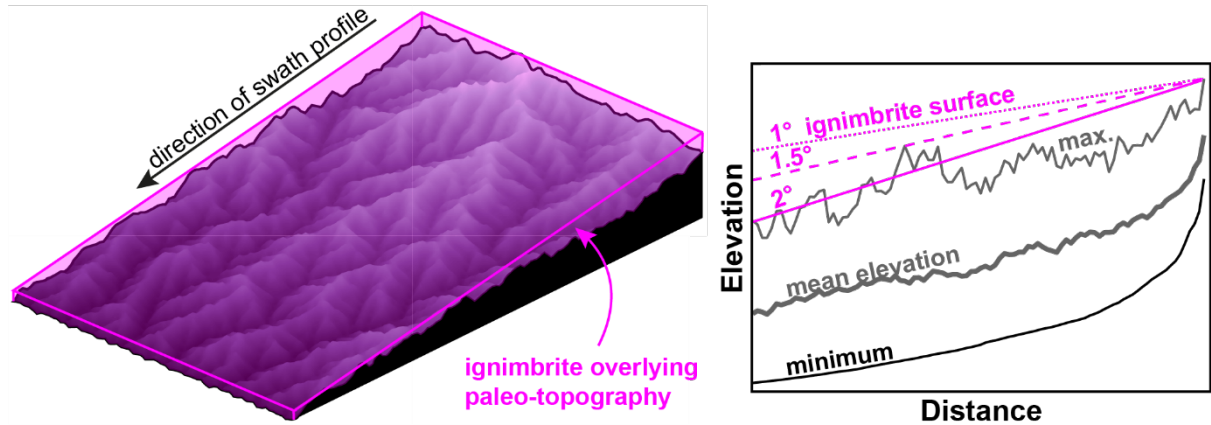 direction of swath profile
ignimbrite overlying
paleo-topography
Elevation
1° ignimbrite surface
1.5°
2°
max.
mean elevation
minimum
Distance